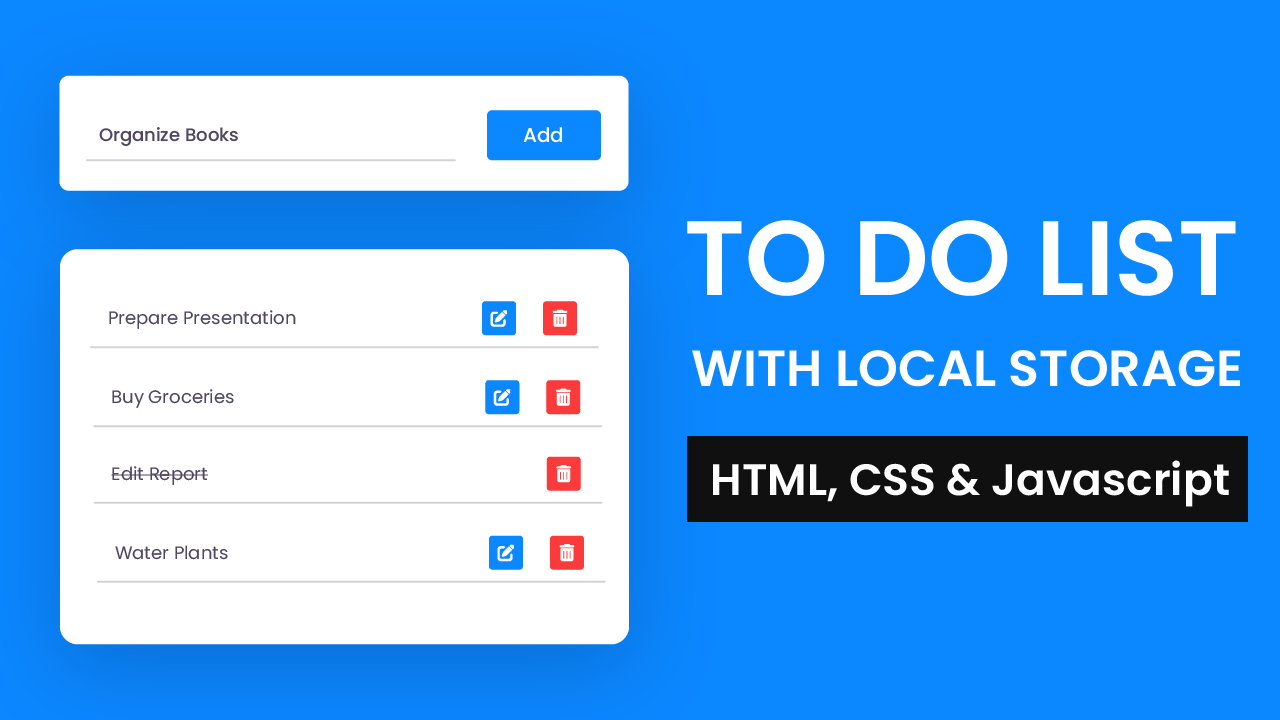 Organize Books
Add
Prepare Presentation
Buy Groceries
Edit Report
Water Plants
TO DO LIST
WITH LOCAL STORAGE
HTML, CSS & Javascript